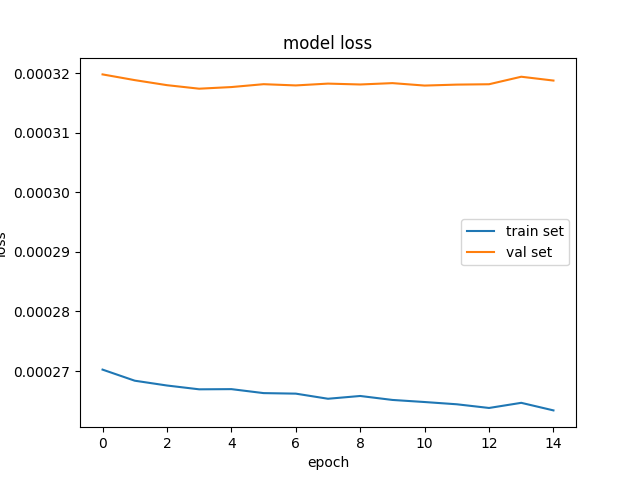 model loss
0.00032
0.00031
0.00030
0.00029
0.00028
0.00027
loss
train set
val set
0 2 4 6 8 10 12 14
epoch